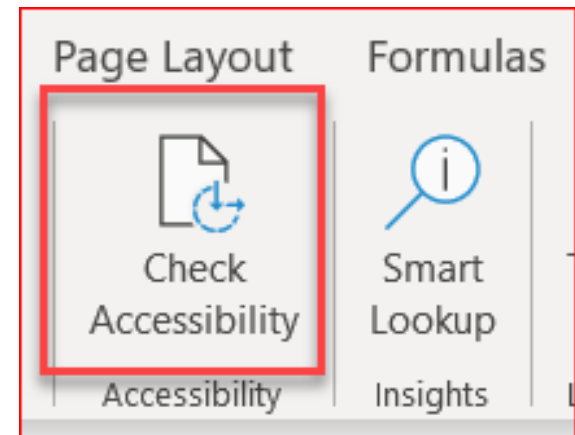 Page Layout Formulas
Check
Accessibility
Smart
Lookup
Accessibility
Insights